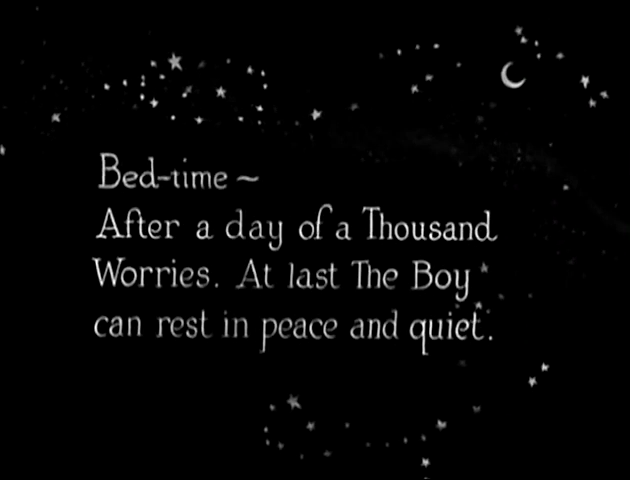 Bed-time ~
After a day of a Thousand
Worries. At last The Boy
can rest in peace and quiet.